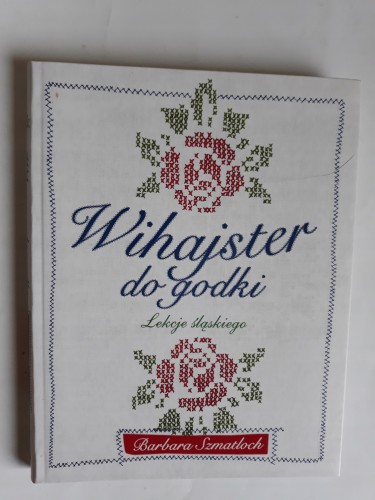 Wihajster
do godki
Lekcje śląskiego
Barbara Szmatloch